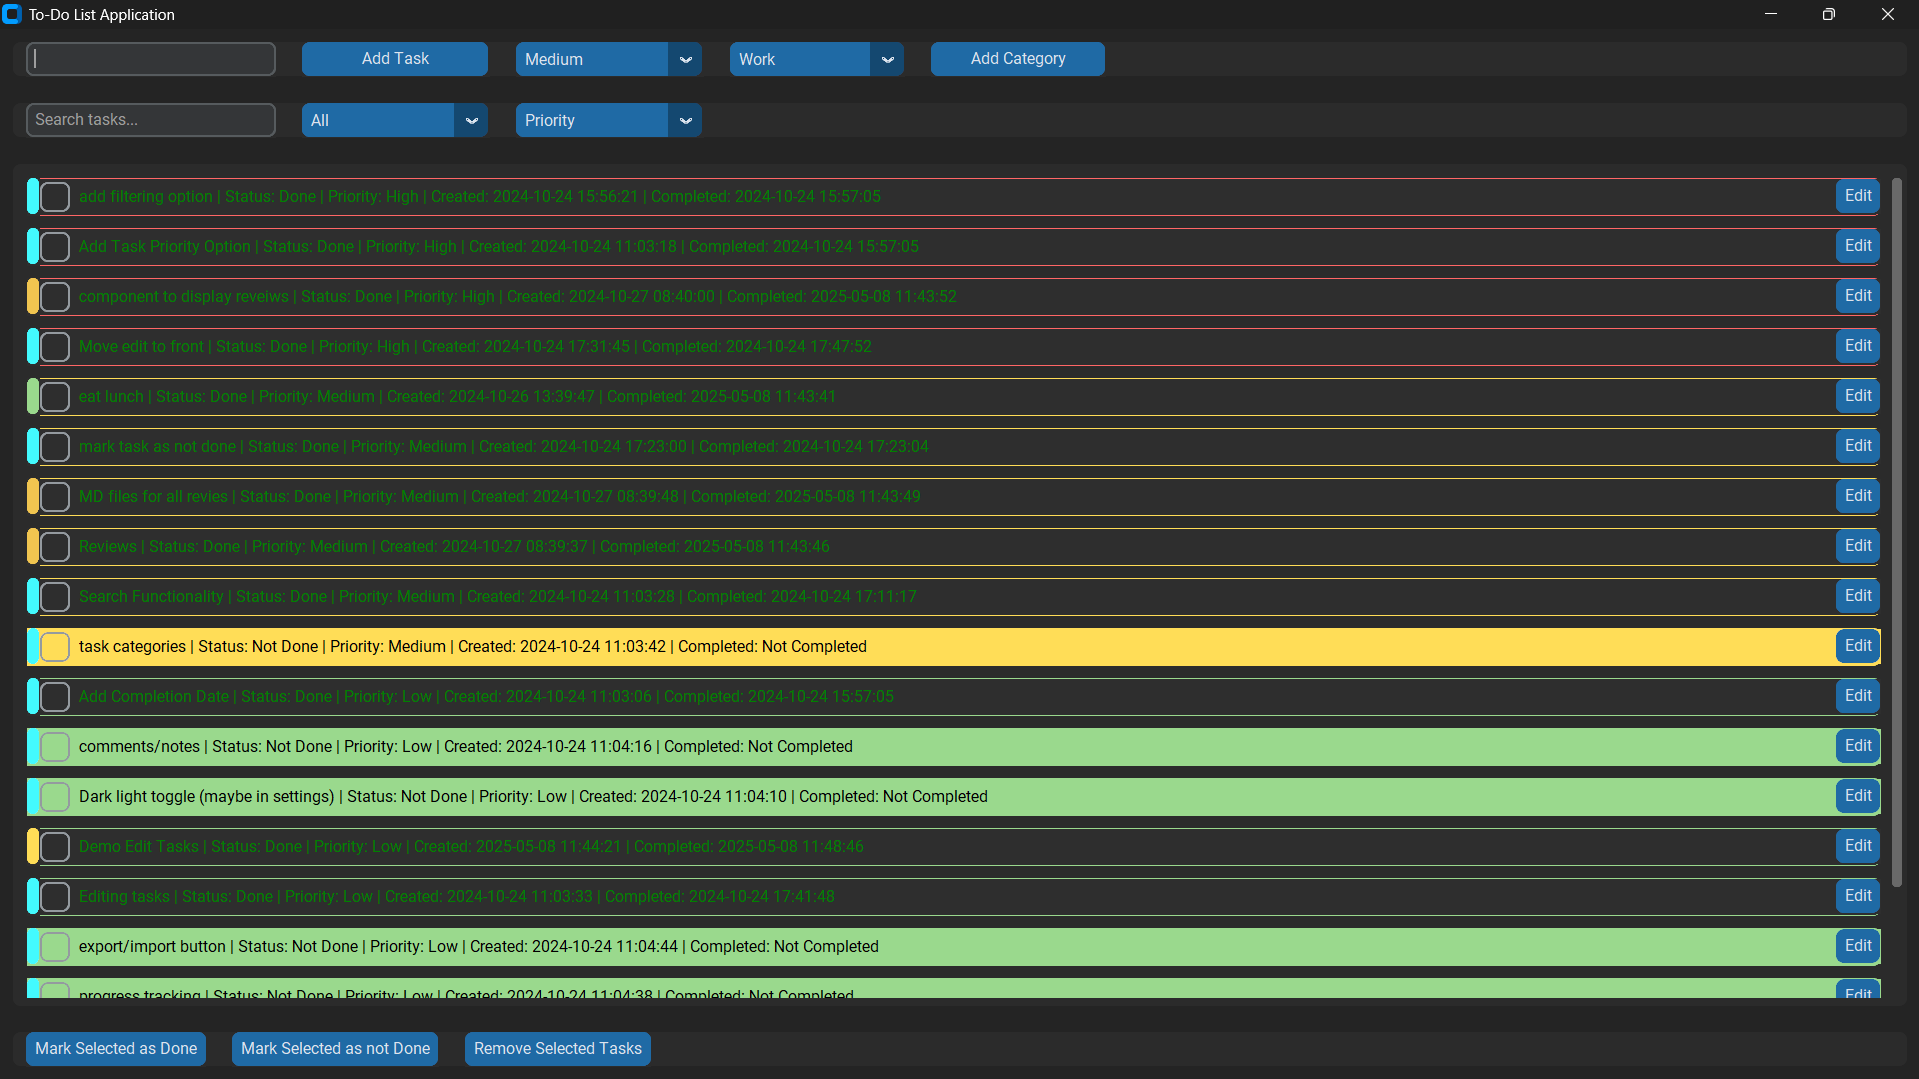 To-Do List Application
Add Task Medium Work Add Category
Search tasks... All Priority
add filtering option | Status: Done | Priority: High | Created: 2024-10-24 15:56:21 | Completed: 2024-10-24 15:57:05 Edit
Add Task Priority Option | Status: Done | Priority: High | Created: 2024-10-24 11:03:18 | Completed: 2024-10-24 15:57:05 Edit
component to display reveiws | Status: Done | Priority: High | Created: 2024-10-27 08:40:00 | Completed: 2025-05-08 11:43:52 Edit
Move edit to front | Status: Done | Priority: High | Created: 2024-10-24 17:31:45 | Completed: 2024-10-24 17:47:52 Edit
eat lunch | Status: Done | Priority: Medium | Created: 2024-10-26 13:39:47 | Completed: 2025-05-08 11:43:41 Edit
mark task as not done | Status: Done | Priority: Medium | Created: 2024-10-24 17:23:00 | Completed: 2024-10-24 17:23:04 Edit
MD files for all revies | Status: Done | Priority: Medium | Created: 2024-10-27 08:39:48 | Completed: 2025-05-08 11:43:49 Edit
Reviews | Status: Done | Priority: Medium | Created: 2024-10-27 08:39:37 | Completed: 2025-05-08 11:43:46 Edit
Search Functionality | Status: Done | Priority: Medium | Created: 2024-10-24 11:03:28 | Completed: 2024-10-24 17:11:17 Edit
task categories | Status: Not Done | Priority: Medium | Created: 2024-10-24 11:03:42 | Completed: Not Completed Edit
Add Completion Date | Status: Done | Priority: Low | Created: 2024-10-24 11:03:06 | Completed: 2024-10-24 15:57:05 Edit
comments/notes | Status: Not Done | Priority: Low | Created: 2024-10-24 11:04:16 | Completed: Not Completed Edit
Dark light toggle (maybe in settings) | Status: Not Done | Priority: Low | Created: 2024-10-24 11:04:10 | Completed: Not Completed Edit
Demo Edit Tasks | Status: Done | Priority: Low | Created: 2025-05-08 11:44:21 | Completed: 2025-05-08 11:48:46 Edit
Editing tasks | Status: Done | Priority: Low | Created: 2024-10-24 11:03:33 | Completed: 2024-10-24 17:41:48 Edit
export/import button | Status: Not Done | Priority: Low | Created: 2024-10-24 11:04:44 | Completed: Not Completed Edit
progress tracking | Status: Not Done | Priority: Low | Created: 2024-10-24 11:04:38 | Completed: Not Completed Edit
Mark Selected as Done Mark Selected as not Done Remove Selected Tasks